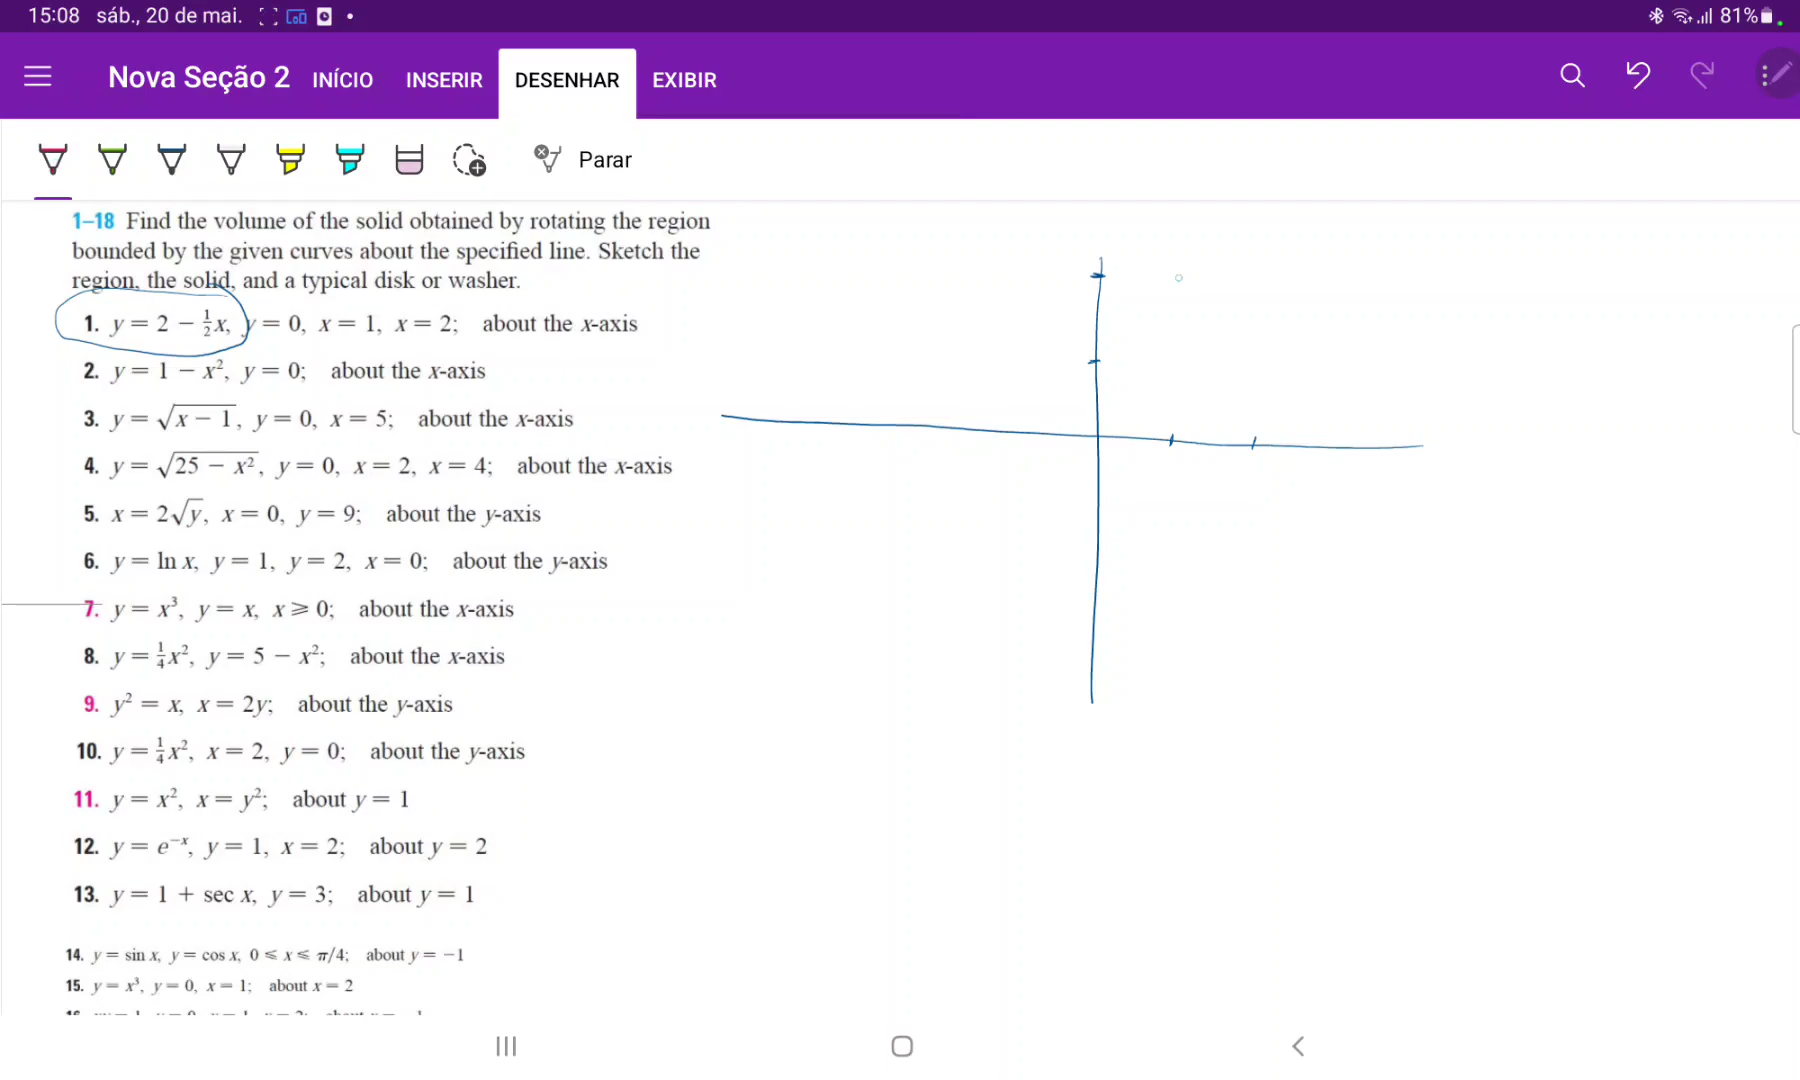 15:08 sáb., 20 de mai. 81%
Nova Seção 2 INÍCIO INSERIR DESENHAR EXIBIR
Parar
1–18 Find the volume of the solid obtained by rotating the region
bounded by the given curves about the specified line. Sketch the
region, the solid, and a typical disk or washer.
1. y = 2 − ½x, y = 0, x = 1, x = 2; about the x-axis
2. y = 1 − x², y = 0; about the x-axis
3. y = √(x − 1), y = 0, x = 5; about the x-axis
4. y = √(25 − x²), y = 0, x = 2, x = 4; about the x-axis
5. x = 2√y, x = 0, y = 9; about the y-axis
6. y = ln x, y = 1, y = 2, x = 0; about the y-axis
7. y = x³, y = x, x ⩾ 0; about the x-axis
8. y = ¼x², y = 5 − x²; about the x-axis
9. y² = x, x = 2y; about the y-axis
10. y = ¼x², x = 2, y = 0; about the y-axis
11. y = x², x = y²; about y = 1
12. y = e⁻ˣ, y = 1, x = 2; about y = 2
13. y = 1 + sec x, y = 3; about y = 1
14. y = sin x, y = cos x, 0 ⩽ x ⩽ π/4; about y = −1
15. y = x³, y = 0, x = 1; about x = 2